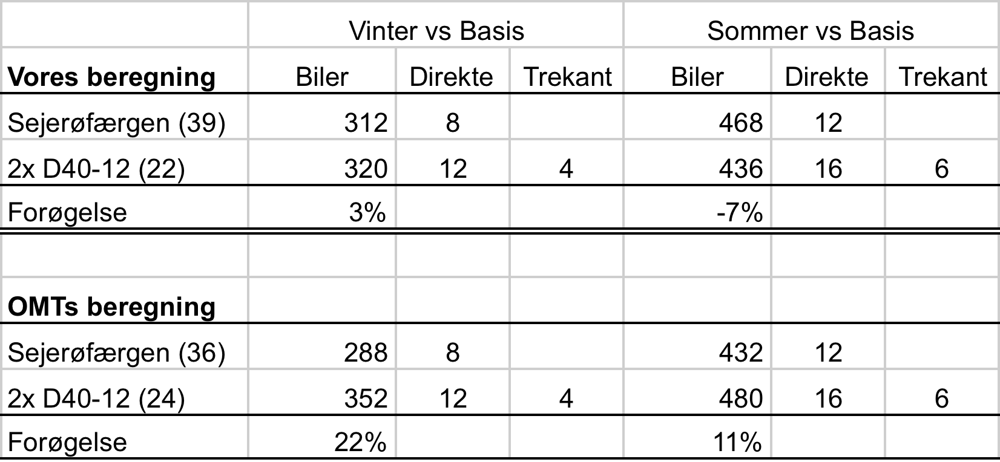 Vinter vs Basis Sommer vs Basis
Vores beregning Biler Direkte Trekant Biler Direkte Trekant
Sejerøfærgen (39) 312 8 468 12
2x D40-12 (22) 320 12 4 436 16 6
Forøgelse 3% -7%
OMTs beregning
Sejerøfærgen (36) 288 8 432 12
2x D40-12 (24) 352 12 4 480 16 6
Forøgelse 22% 11%